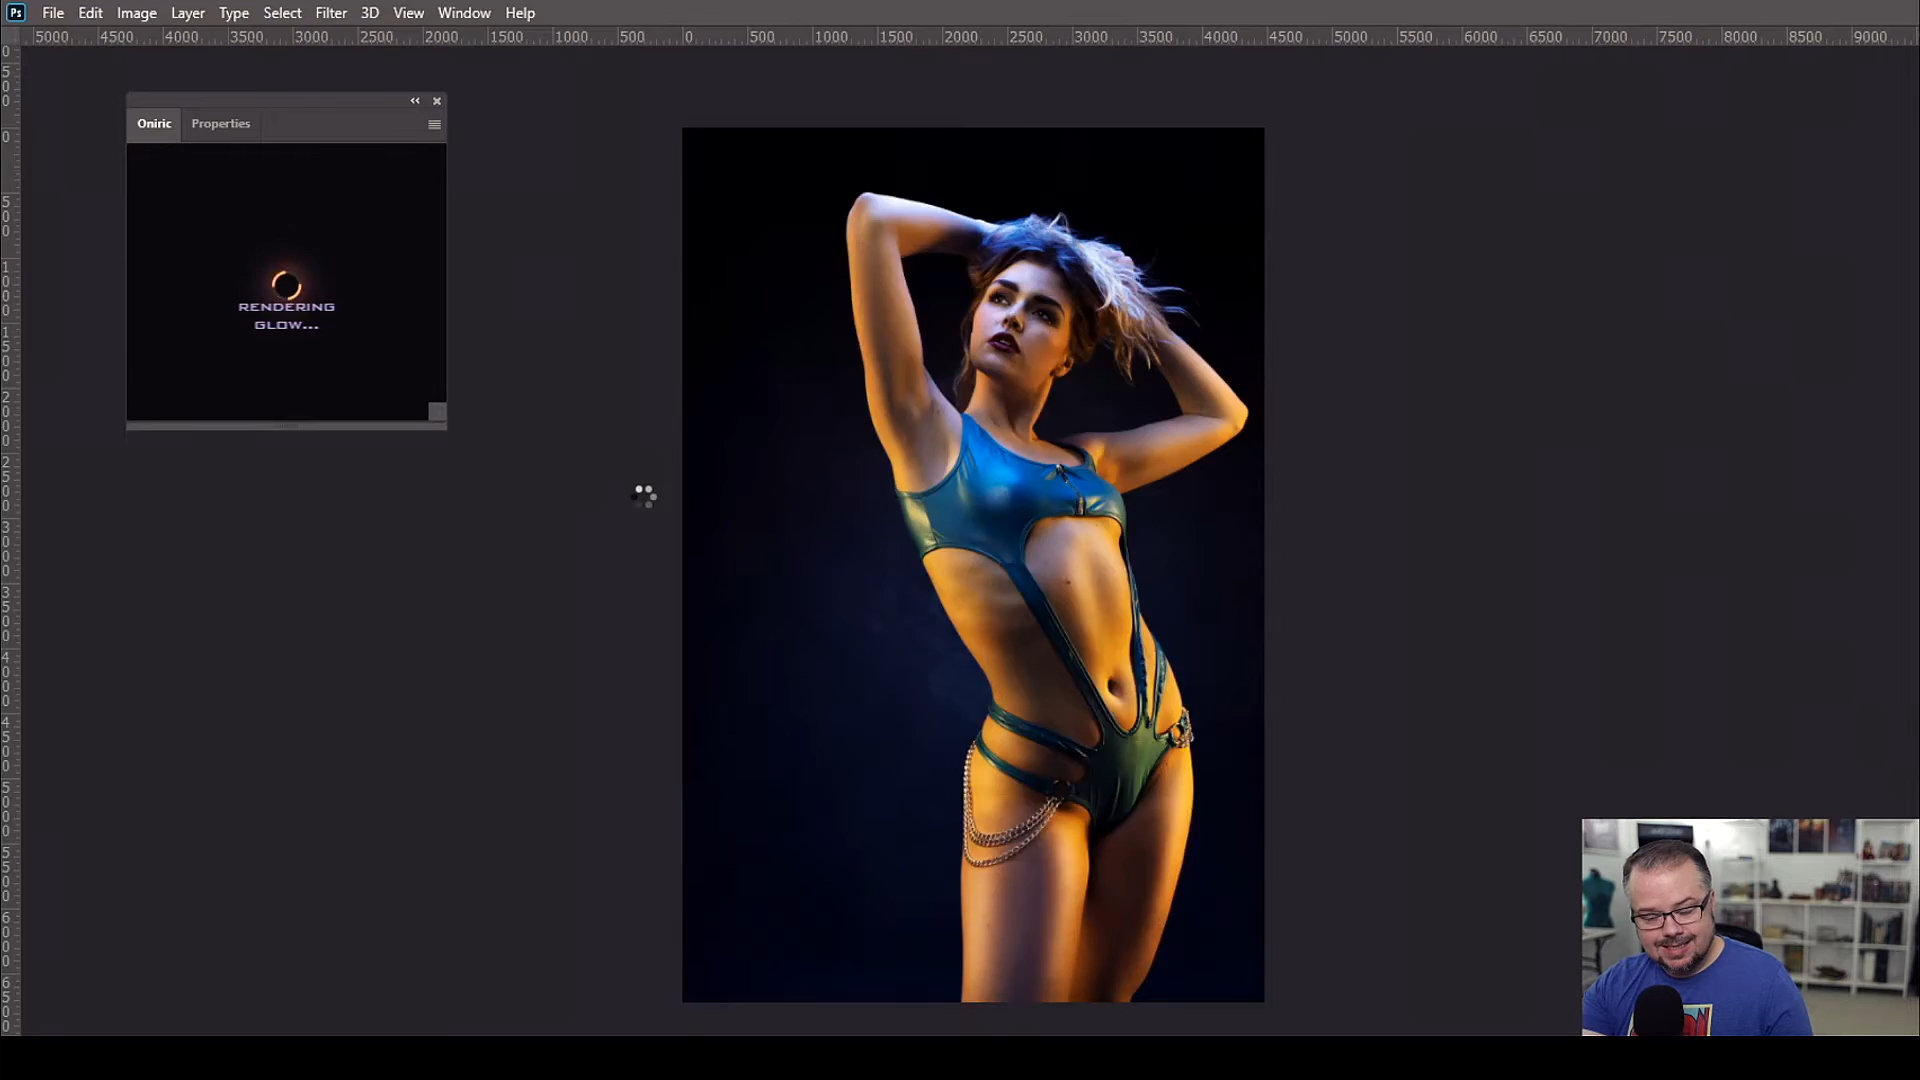 Ps File Edit Image Layer Type Select Filter 3D View Window Help
5000 4500 4000 3500 3000 2500 2000 1500 1000 500 0 500 1000 1500 2000 2500 3000 3500 4000 4500 5000 5500 6000 6500 7000 7500 8000 8500 9000
Oniric Properties
RENDERING
GLOW...